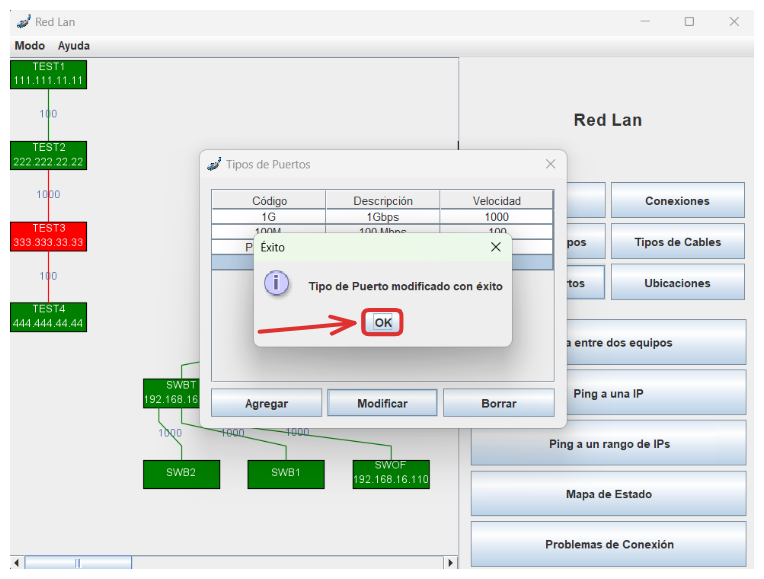 Red Lan
Modo Ayuda
TEST1
111.111.11.11
100
TEST2
222.222.22.22
1000
TEST3
333.333.33.33
100
TEST4
444.444.44.44
SWBT
192.168.16
1000 1000 1000
SWB2
SWB1
SWOF
192.168.16.110
Tipos de Puertos
Código Descripción Velocidad
1G 1Gbps 1000
100M 100 Mbps 100
P
Éxito
Tipo de Puerto modificado con éxito
OK
Agregar Modificar Borrar
Red Lan
Conexiones
pos Tipos de Cables
tos Ubicaciones
a entre dos equipos
Ping a una IP
Ping a un rango de IPs
Mapa de Estado
Problemas de Conexión